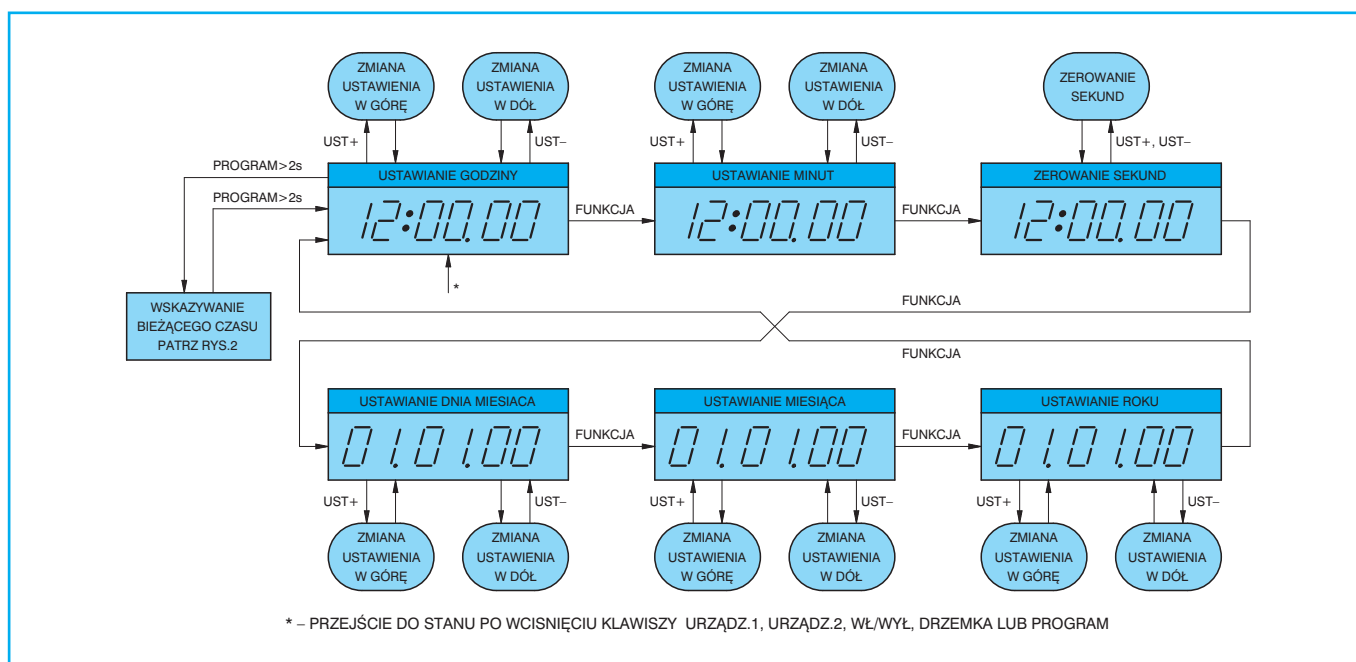 ZMIANA
USTAWIENIA
W GÓRĘ
ZMIANA
USTAWIENIA
W DÓŁ
ZMIANA
USTAWIENIA
W GÓRĘ
ZMIANA
USTAWIENIA
W DÓŁ
ZEROWANIE
SEKUND
UST+
UST–
UST+
UST–
UST+, UST–
PROGRAM>2s
PROGRAM>2s
USTAWIANIE GODZINY
12:00.00
FUNKCJA
USTAWIANIE MINUT
12:00.00
FUNKCJA
ZEROWANIE SEKUND
12:00.00
*
WSKAZYWANIE
BIEŻĄCEGO CZASU
PATRZ RYS.2
FUNKCJA
FUNKCJA
USTAWIANIE DNIA MIESIACA
01.01.00
FUNKCJA
USTAWIANIE MIESIĄCA
01.01.00
FUNKCJA
USTAWIANIE ROKU
01.01.00
UST+
UST–
UST+
UST–
UST+
UST–
ZMIANA
USTAWIENIA
W GÓRĘ
ZMIANA
USTAWIENIA
W DÓŁ
ZMIANA
USTAWIENIA
W GÓRĘ
ZMIANA
USTAWIENIA
W DÓŁ
ZMIANA
USTAWIENIA
W GÓRĘ
ZMIANA
USTAWIENIA
W DÓŁ
* – PRZEJŚCIE DO STANU PO WCISNIĘCIU KLAWISZY URZĄDZ.1, URZĄDZ.2, WŁ/WYŁ, DRZEMKA LUB PROGRAM